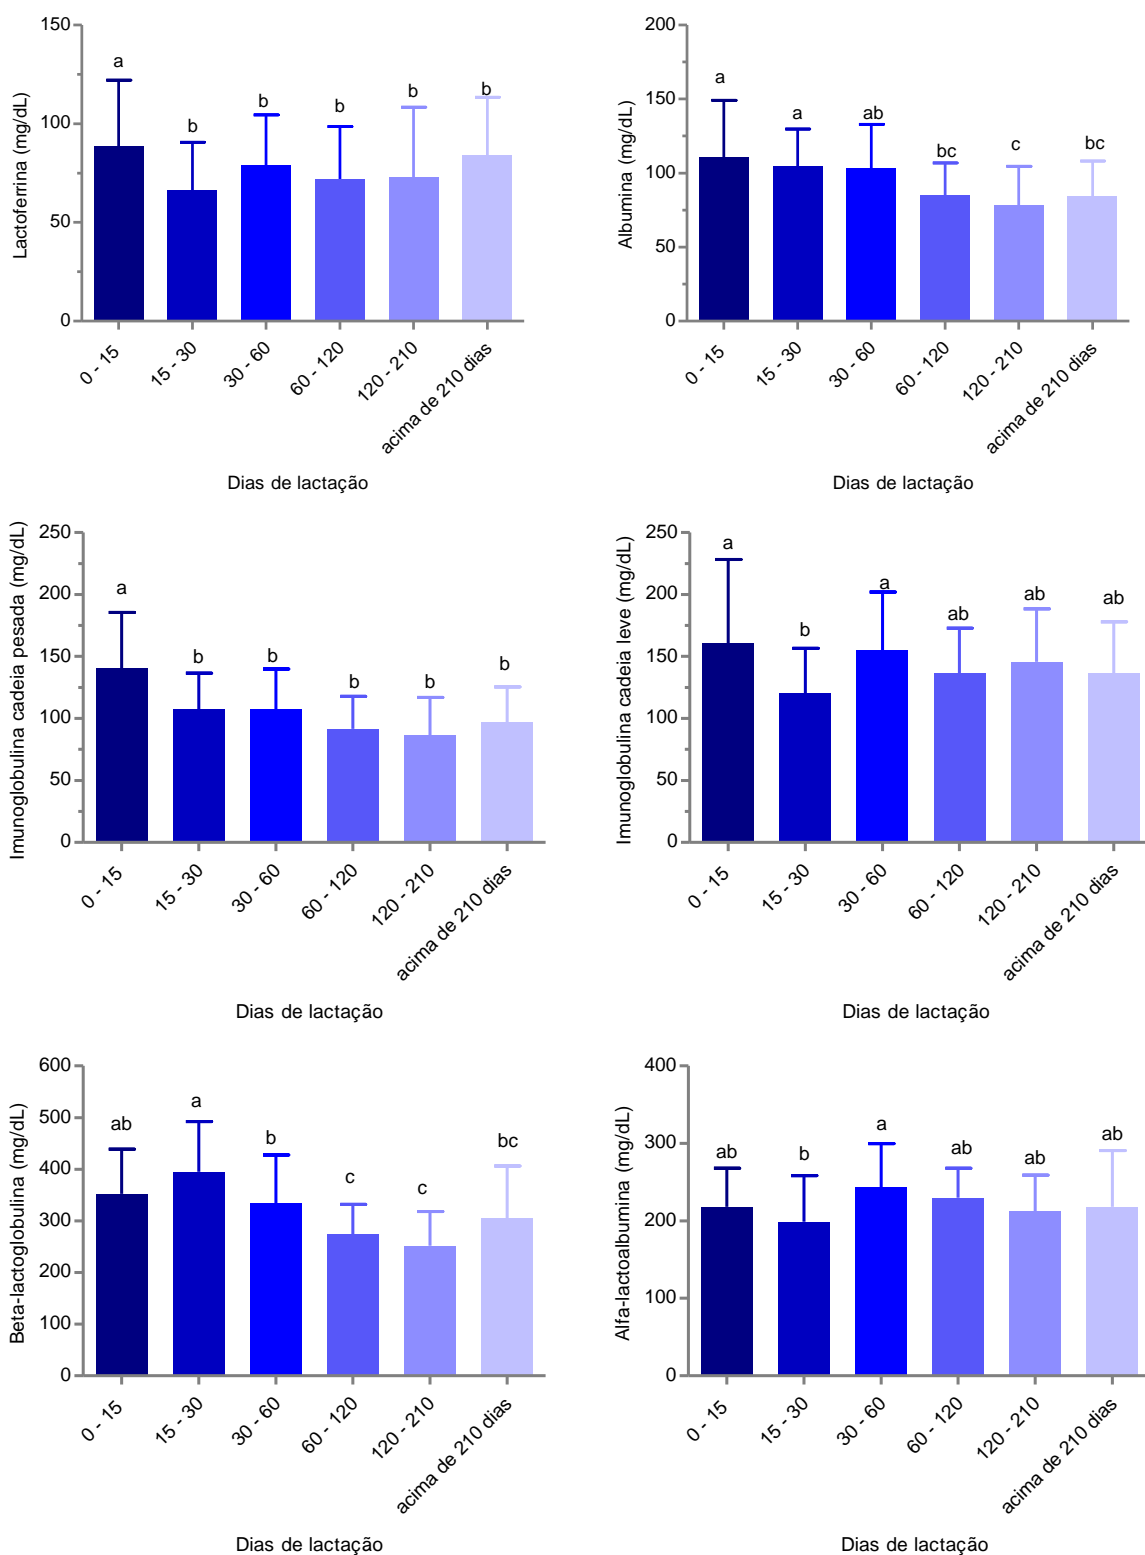 Lactoferrina (mg/dL)
150
100
50
0
a
b
b
b
b
b
0 - 15
15 - 30
30 - 60
60 - 120
120 - 210
acima de 210 dias
Dias de lactação
Albumina (mg/dL)
200
150
100
50
0
a
a
ab
bc
c
bc
0 - 15
15 - 30
30 - 60
60 - 120
120 - 210
acima de 210 dias
Dias de lactação
Imunoglobulina cadeia pesada (mg/dL)
250
200
150
100
50
0
a
b
b
b
b
b
0 - 15
15 - 30
30 - 60
60 - 120
120 - 210
acima de 210 dias
Dias de lactação
Imunoglobulina cadeia leve (mg/dL)
250
200
150
100
50
0
a
b
a
ab
ab
ab
0 - 15
15 - 30
30 - 60
60 - 120
120 - 210
acima de 210 dias
Dias de lactação
Beta-lactoglobulina (mg/dL)
600
500
400
300
200
100
0
ab
a
b
c
c
bc
0 - 15
15 - 30
30 - 60
60 - 120
120 - 210
acima de 210 dias
Dias de lactação
Alfa-lactoalbumina (mg/dL)
400
300
200
100
0
ab
b
a
ab
ab
ab
0 - 15
15 - 30
30 - 60
60 - 120
120 - 210
acima de 210 dias
Dias de lactação